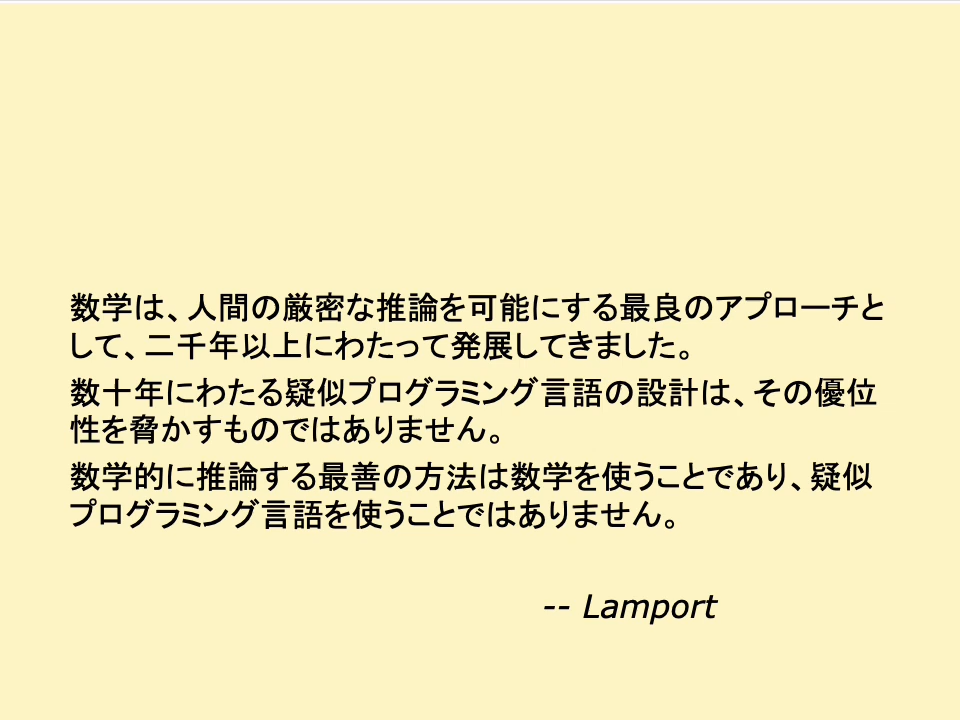 数学は、人間の厳密な推論を可能にする最良のアプローチと
して、二千年以上にわたって発展してきました。
数十年にわたる疑似プログラミング言語の設計は、その優位
性を脅かすものではありません。
数学的に推論する最善の方法は数学を使うことであり、疑似
プログラミング言語を使うことではありません。
-- Lamport